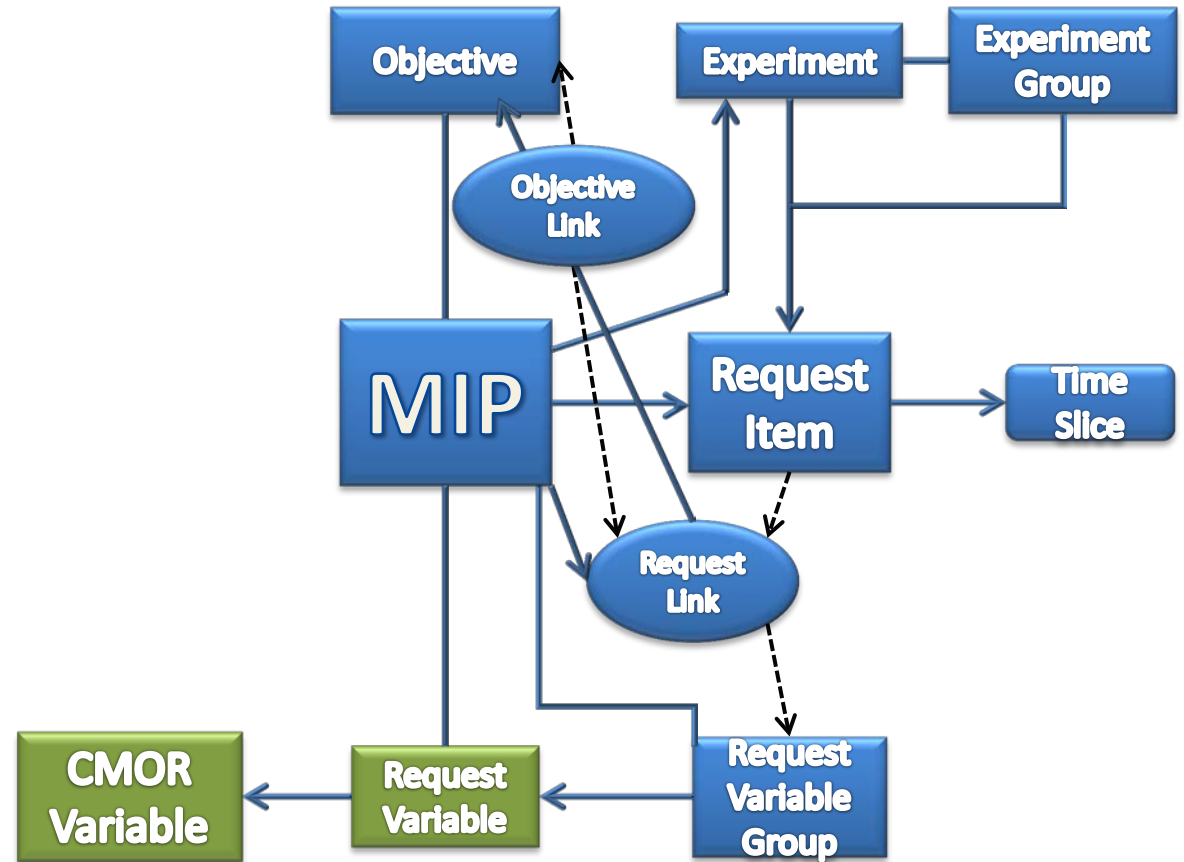 Objective
Experiment
Experiment
Group
Objective
Link
MIP
Request
Item
Time
Slice
Request
Link
CMOR
Variable
Request
Variable
Request
Variable
Group